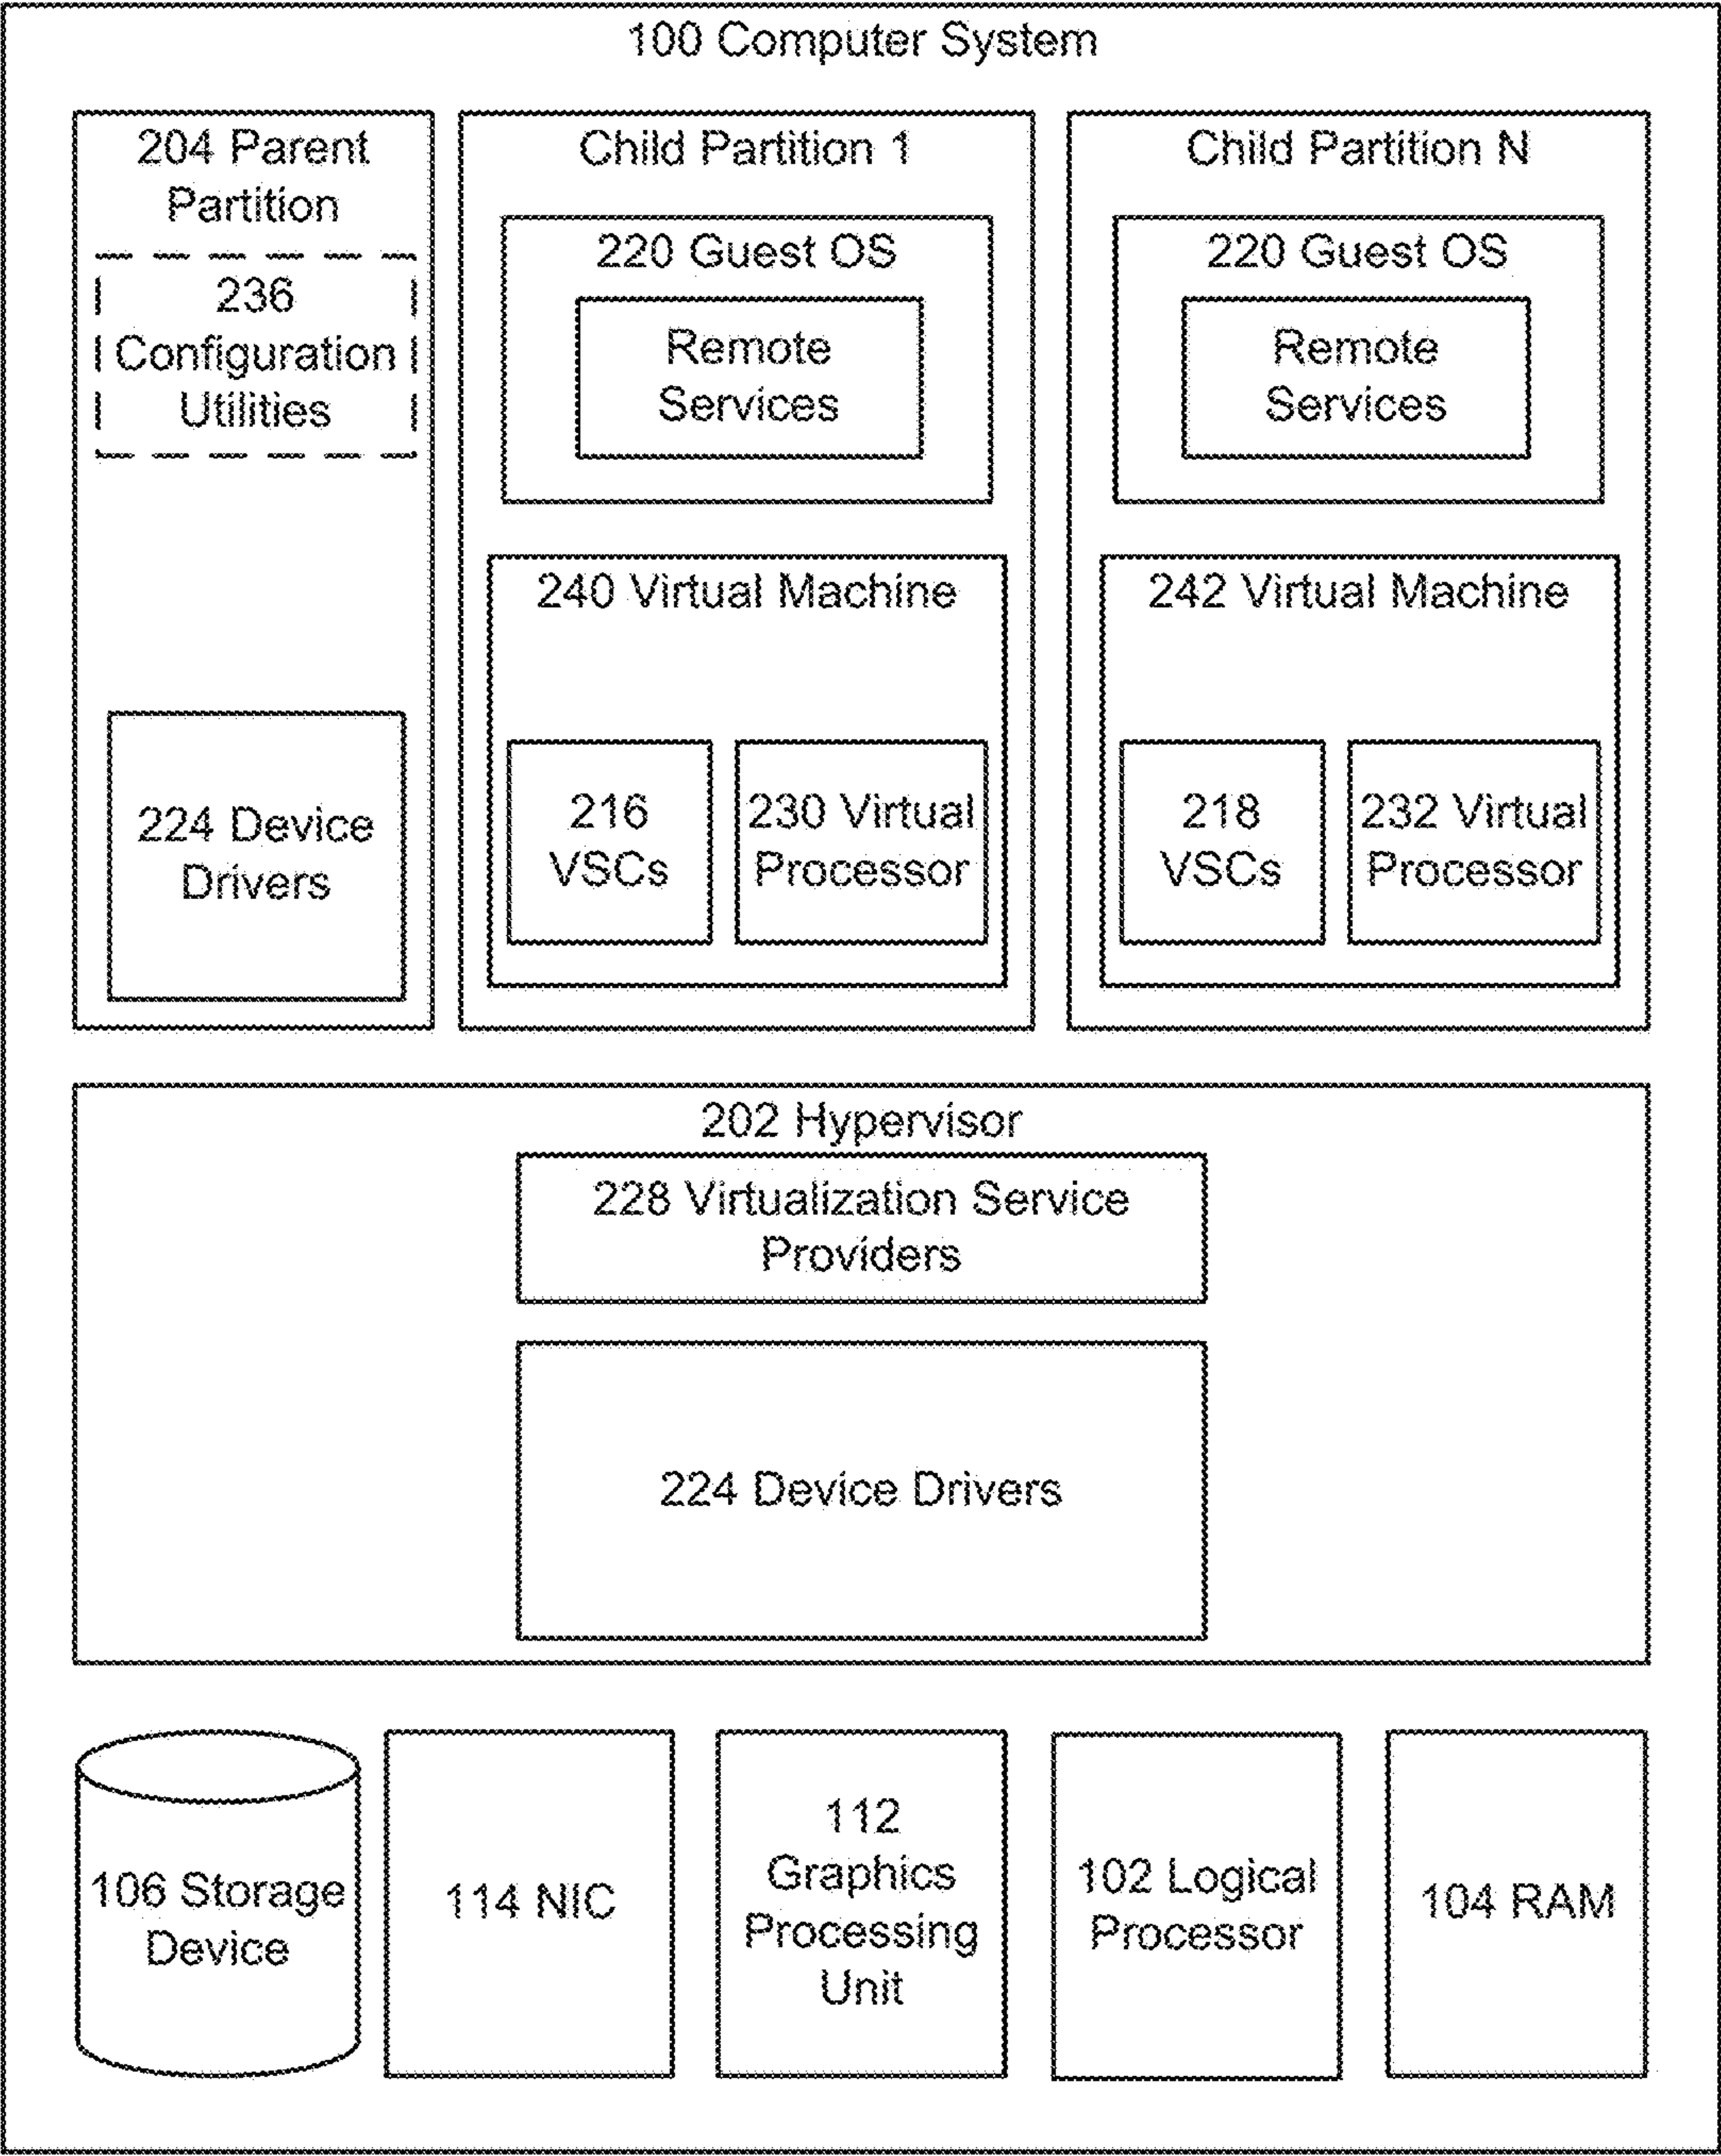 100 Computer System
204 Parent
Partition
236
Configuration
Utilities
224 Device
Drivers
Child Partition 1
220 Guest OS
Remote
Services
240 Virtual Machine
216
VSCs
230 Virtual
Processor
Child Partition N
220 Guest OS
Remote
Services
242 Virtual Machine
218
VSCs
232 Virtual
Processor
202 Hypervisor
228 Virtualization Service
Providers
224 Device Drivers
106 Storage
Device
114 NIC
112
Graphics
Processing
Unit
102 Logical
Processor
104 RAM